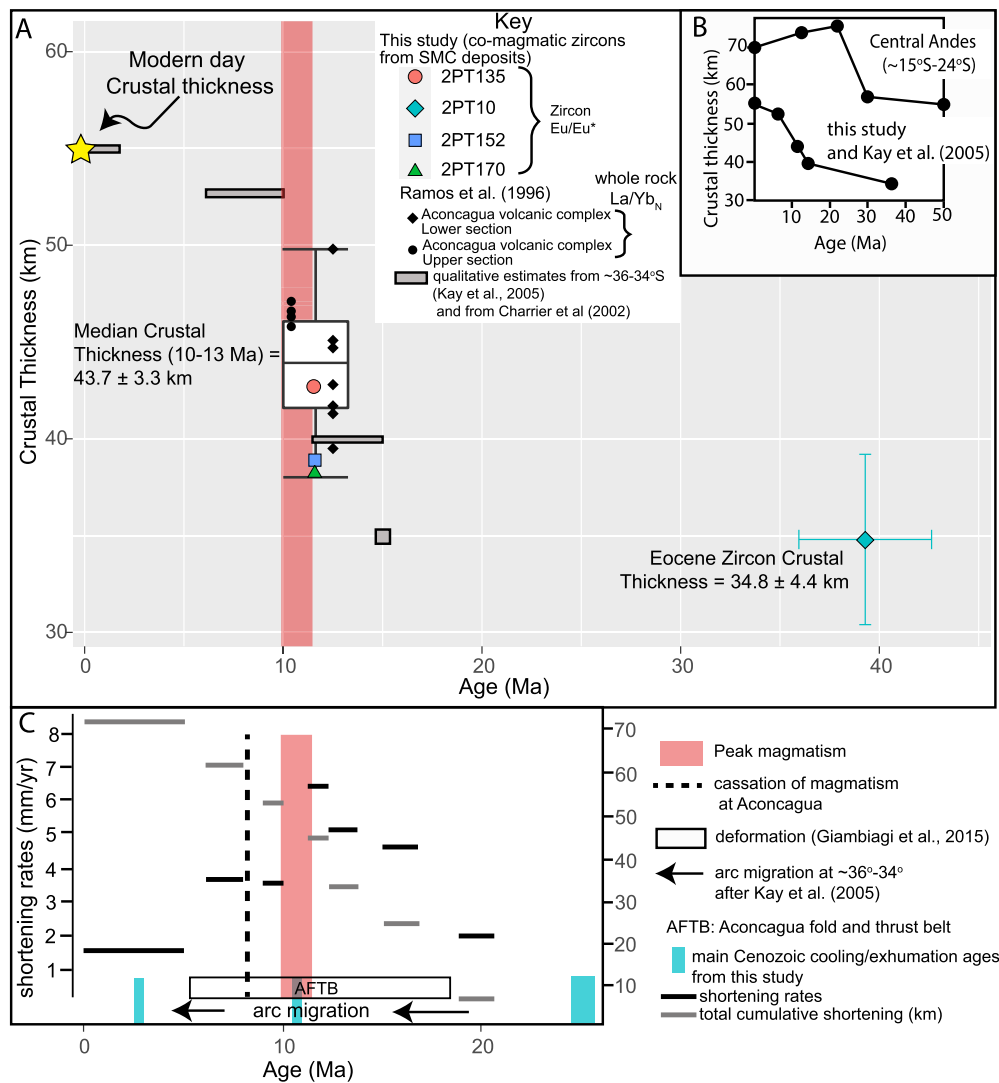 A
60
50
40
30
Crustal Thickness (km)
Modern day
Crustal thickness
Median Crustal
Thickness (10-13 Ma) =
43.7 ± 3.3 km
Eocene Zircon Crustal
Thickness = 34.8 ± 4.4 km
0
10
20
30
40
Age (Ma)
Key
This study (co-magmatic zircons
from SMC deposits)
2PT135
2PT10
2PT152
2PT170
Zircon
Eu/Eu*
Ramos et al. (1996)
whole rock
La/YbN
Aconcagua volcanic complex
Lower section
Aconcagua volcanic complex
Upper section
qualitative estimates from ~36-34ºS
(Kay et al., 2005)
and from Charrier et al (2002)
B
70
60
50
40
30
Crustal thickness (km)
Central Andes
(~15ºS-24ºS)
this study
and Kay et al. (2005)
10
20
30
40
50
Age (Ma)
C
8
7
6
5
4
3
2
1
shortening rates (mm/yr)
70
60
50
40
30
20
10
AFTB
arc migration
0
10
20
Age (Ma)
Peak magmatism
cassation of magmatism
at Aconcagua
deformation (Giambiagi et al., 2015)
arc migration at ~36º-34º
after Kay et al. (2005)
AFTB: Aconcagua fold and thrust belt
main Cenozoic cooling/exhumation ages
from this study
shortening rates
total cumulative shortening (km)